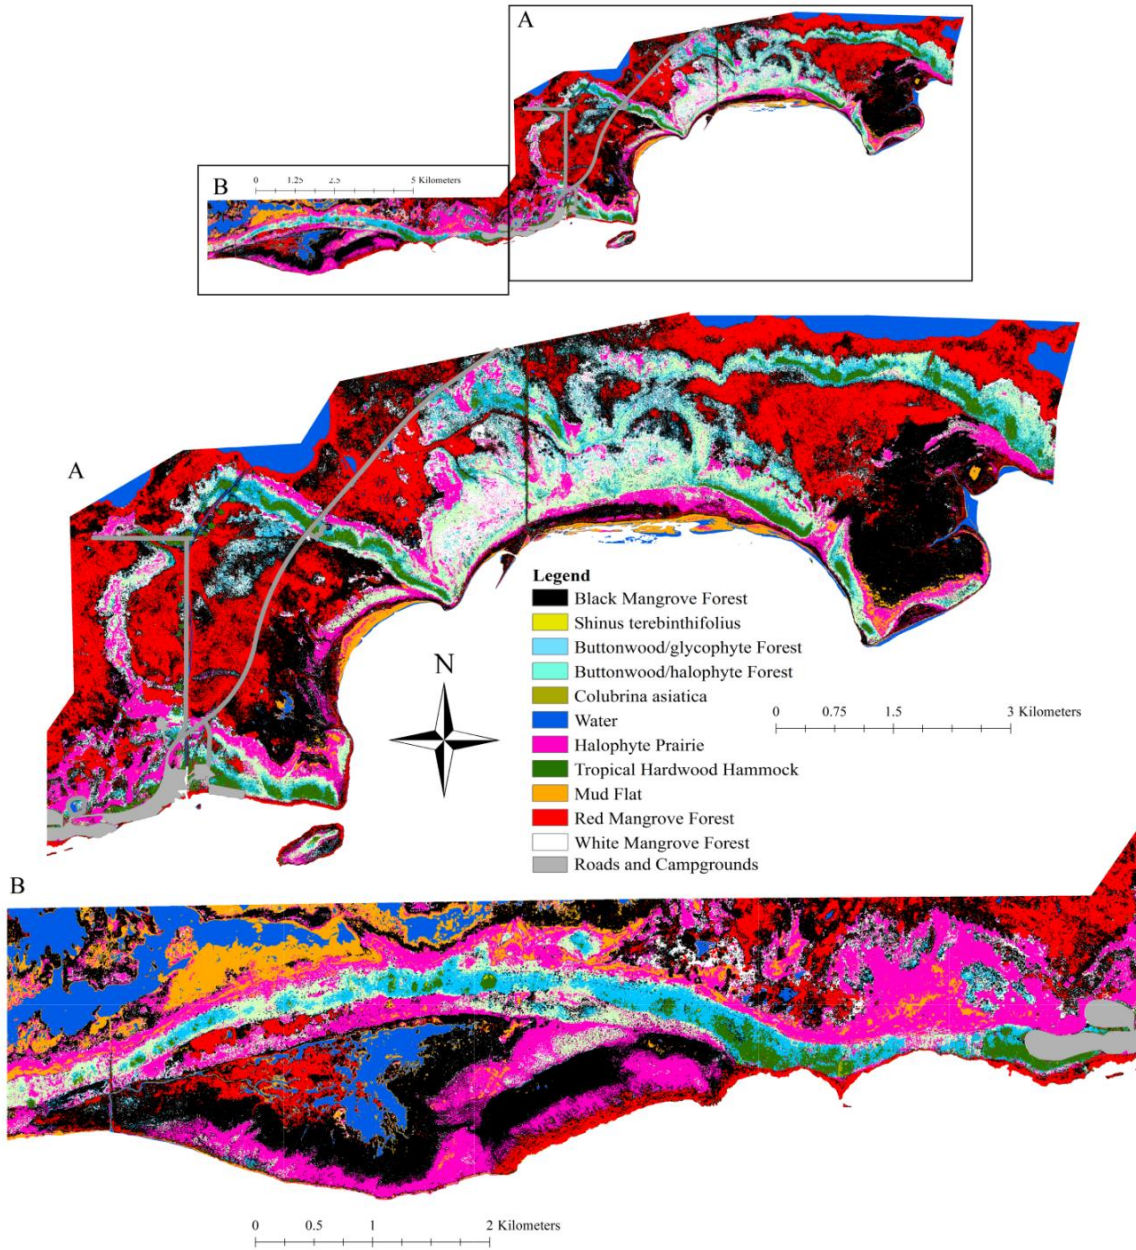 A
B
0 1.25 2.5 5 Kilometers
A
Legend
Black Mangrove Forest
Shinus terebinthifolius
Buttonwood/glycophyte Forest
Buttonwood/halophyte Forest
Colubrina asiatica
Water
Halophyte Prairie
Tropical Hardwood Hammock
Mud Flat
Red Mangrove Forest
White Mangrove Forest
Roads and Campgrounds
N
0 0.75 1.5 3 Kilometers
B
0 0.5 1 2 Kilometers